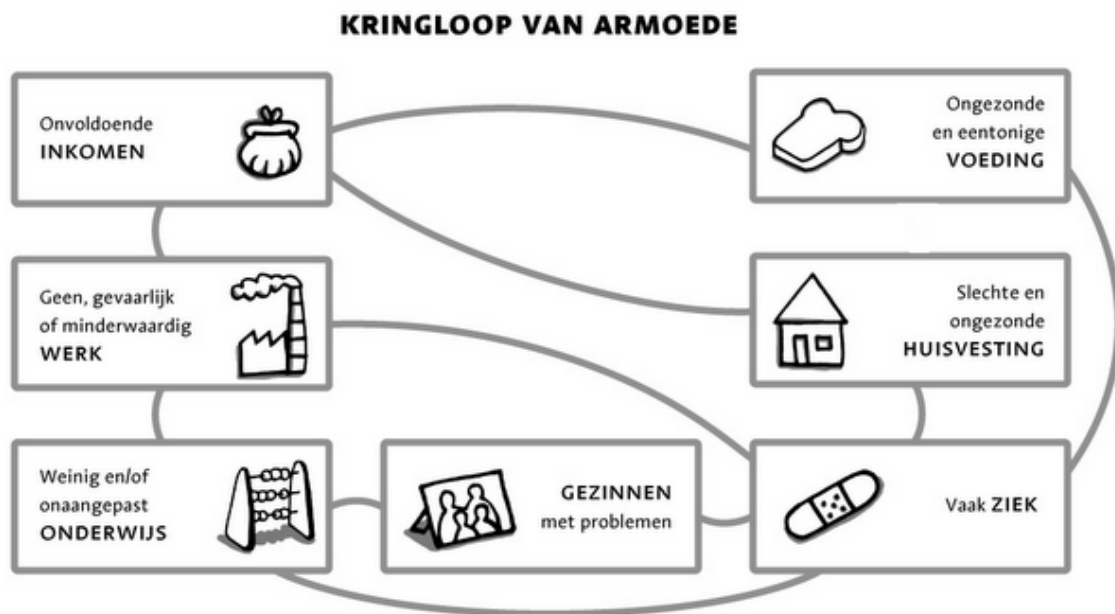 KRINGLOOP VAN ARMOEDE
Onvoldoende
INKOMEN
Ongezonde
en eentonige
VOEDING
Geen, gevaarlijk
of minderwaardig
WERK
Slechte en
ongezonde
HUISVESTING
Weinig en/of
onaangepast
ONDERWIJS
GEZINNEN
met problemen
Vaak ZIEK